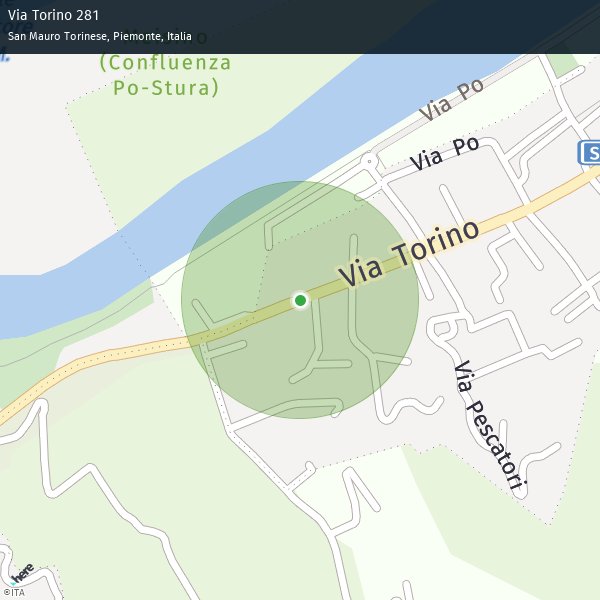 Via Torino 281
San Mauro Torinese, Piemonte, Italia
(Confluenza
Po-Stura)
Via Po
Via Po
S
Via Torino
Via Pescatori
here
©ITA